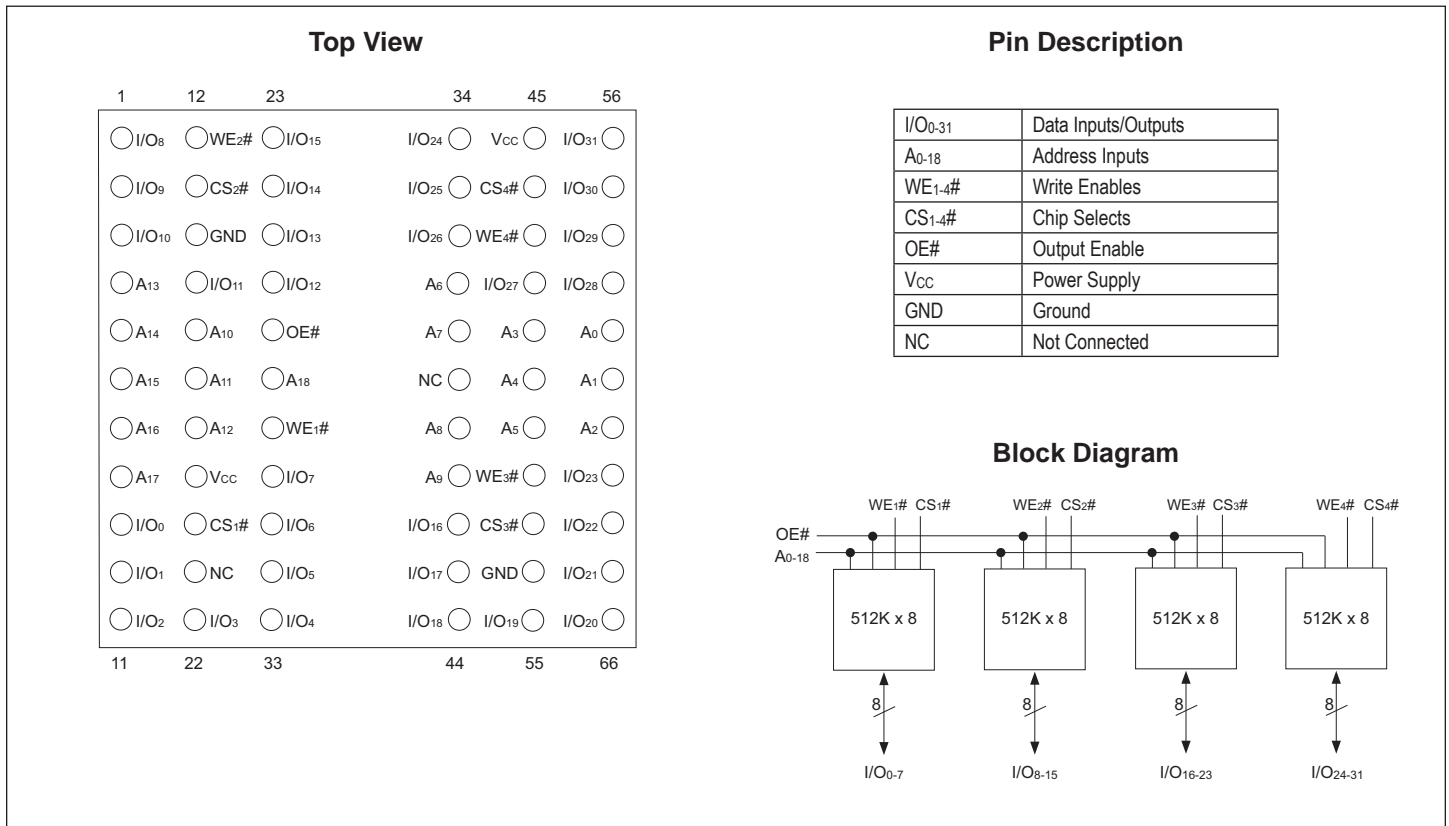 Top View
1 12 23 34 45 56
I/O8 WE2# I/O15 I/O24 VCC I/O31
I/O9 CS2# I/O14 I/O25 CS4# I/O30
I/O10 GND I/O13 I/O26 WE4# I/O29
A13 I/O11 I/O12 A6 I/O27 I/O28
A14 A10 OE# A7 A3 A0
A15 A11 A18 NC A4 A1
A16 A12 WE1# A8 A5 A2
A17 VCC I/O7 A9 WE3# I/O23
I/O0 CS1# I/O6 I/O16 CS3# I/O22
I/O1 NC I/O5 I/O17 GND I/O21
I/O2 I/O3 I/O4 I/O18 I/O19 I/O20
11 22 33 44 55 66
Pin Description
I/O0-31 Data Inputs/Outputs
A0-18 Address Inputs
WE1-4# Write Enables
CS1-4# Chip Selects
OE# Output Enable
VCC Power Supply
GND Ground
NC Not Connected
Block Diagram
WE1# CS1# WE2# CS2# WE3# CS3# WE4# CS4#
OE#
A0-18
512K x 8 512K x 8 512K x 8 512K x 8
8 8 8 8
I/O0-7 I/O8-15 I/O16-23 I/O24-31